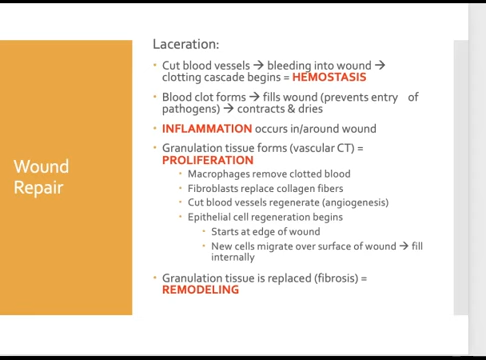 Wound
Repair
Laceration:
• Cut blood vessels → bleeding into wound →
clotting cascade begins = HEMOSTASIS
• Blood clot forms → fills wound (prevents entry of
pathogens) → contracts & dries
• INFLAMMATION occurs in/around wound
• Granulation tissue forms (vascular CT) =
PROLIFERATION
• Macrophages remove clotted blood
• Fibroblasts replace collagen fibers
• Cut blood vessels regenerate (angiogenesis)
• Epithelial cell regeneration begins
• Starts at edge of wound
• New cells migrate over surface of wound → fill
internally
• Granulation tissue is replaced (fibrosis) =
REMODELING